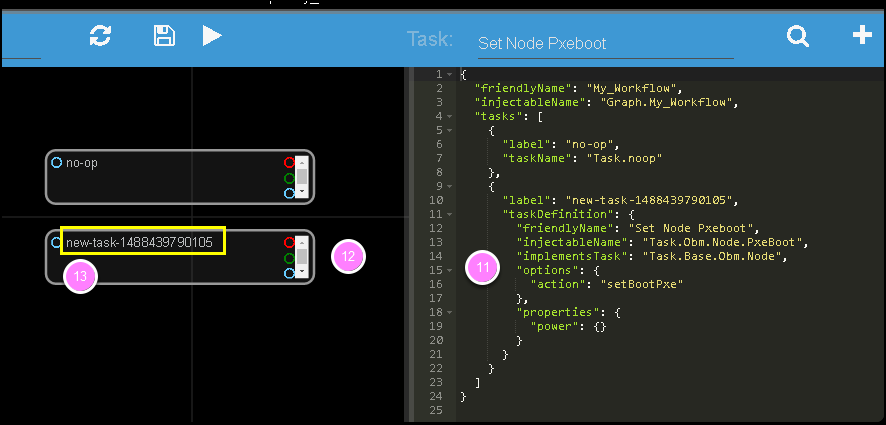 Task: Set Node Pxeboot
no-op
new-task-1488439790105
12
13
11
1 {
2 "friendlyName": "My_Workflow",
3 "injectableName": "Graph.My_Workflow",
4 "tasks": [
5 {
6 "label": "no-op",
7 "taskName": "Task.noop"
8 },
9 {
10 "label": "new-task-1488439790105",
11 "taskDefinition": {
12 "friendlyName": "Set Node Pxeboot",
13 "injectableName": "Task.Obm.Node.PxeBoot",
14 "implementsTask": "Task.Base.Obm.Node",
15 "options": {
16 "action": "setBootPxe"
17 },
18 "properties": {
19 "power": {}
20 }
21 }
22 }
23 ]
24 }
25